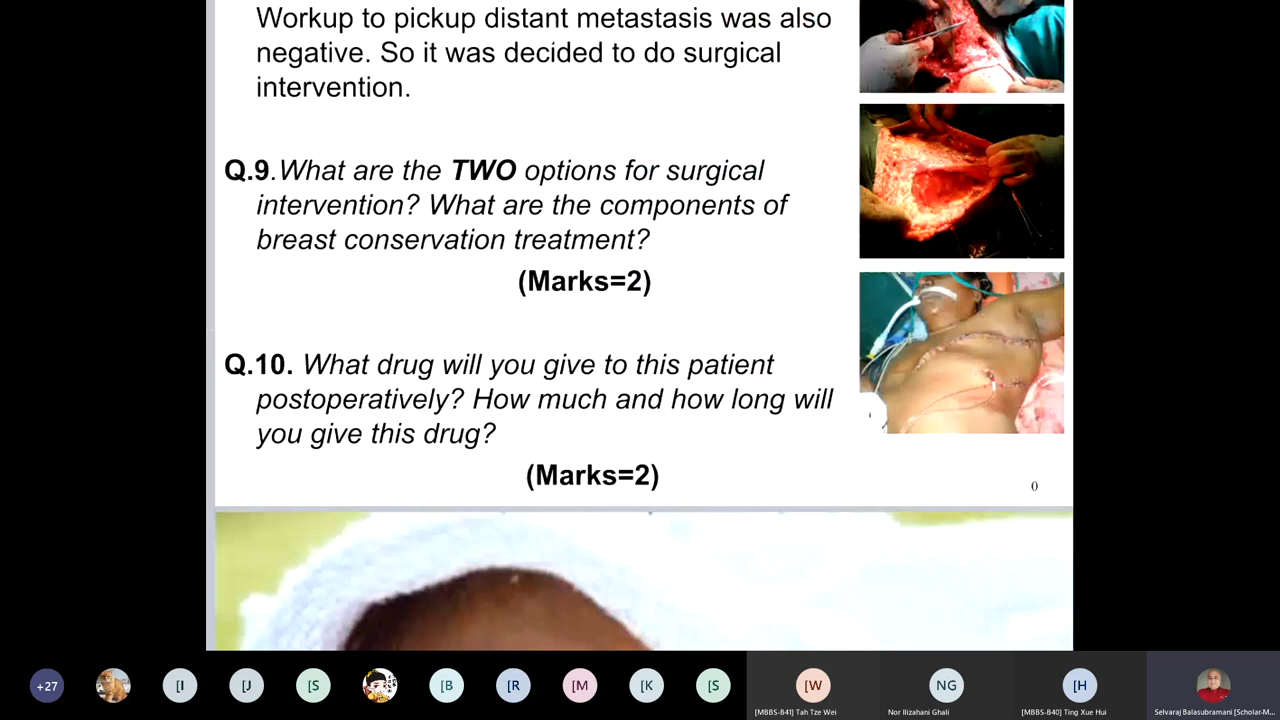 Workup to pickup distant metastasis was also
negative. So it was decided to do surgical
intervention.
Q.9.What are the TWO options for surgical
intervention? What are the components of
breast conservation treatment?
(Marks=2)
Q.10. What drug will you give to this patient
postoperatively? How much and how long will
you give this drug?
(Marks=2)
0
+27
[I
[J
[S
[B
[R
[M
[K
[S
[W
NG
[H
[MBBS-B41] Tah Tze Wei
Nor Ilizahani Ghali
[MBBS-B40] Ting Xue Hui
Selvaraj Balasubramani [Scholar-M...